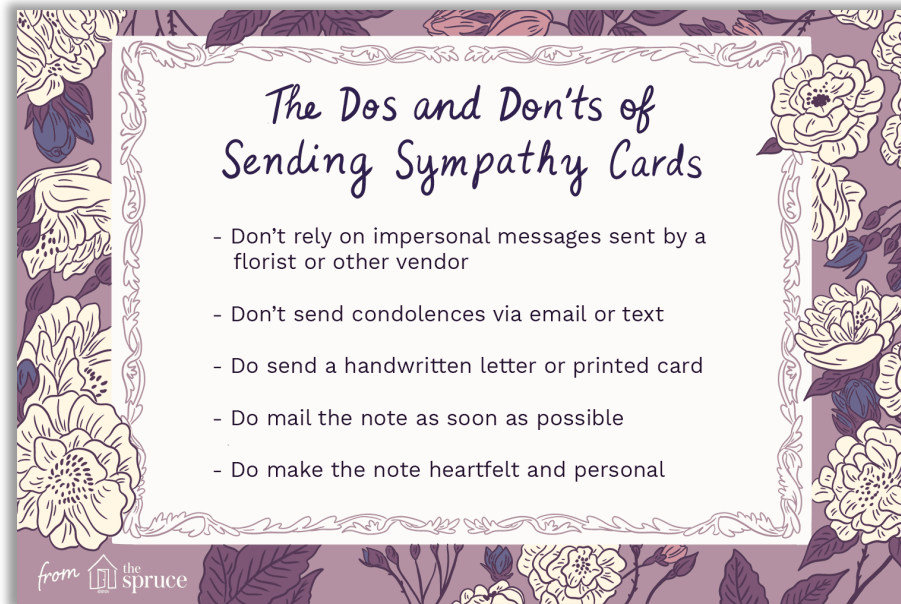 The Dos and Don'ts of
Sending Sympathy Cards
- Don’t rely on impersonal messages sent by a
florist or other vendor
- Don’t send condolences via email or text
- Do send a handwritten letter or printed card
- Do mail the note as soon as possible
- Do make the note heartfelt and personal
from the
spruce